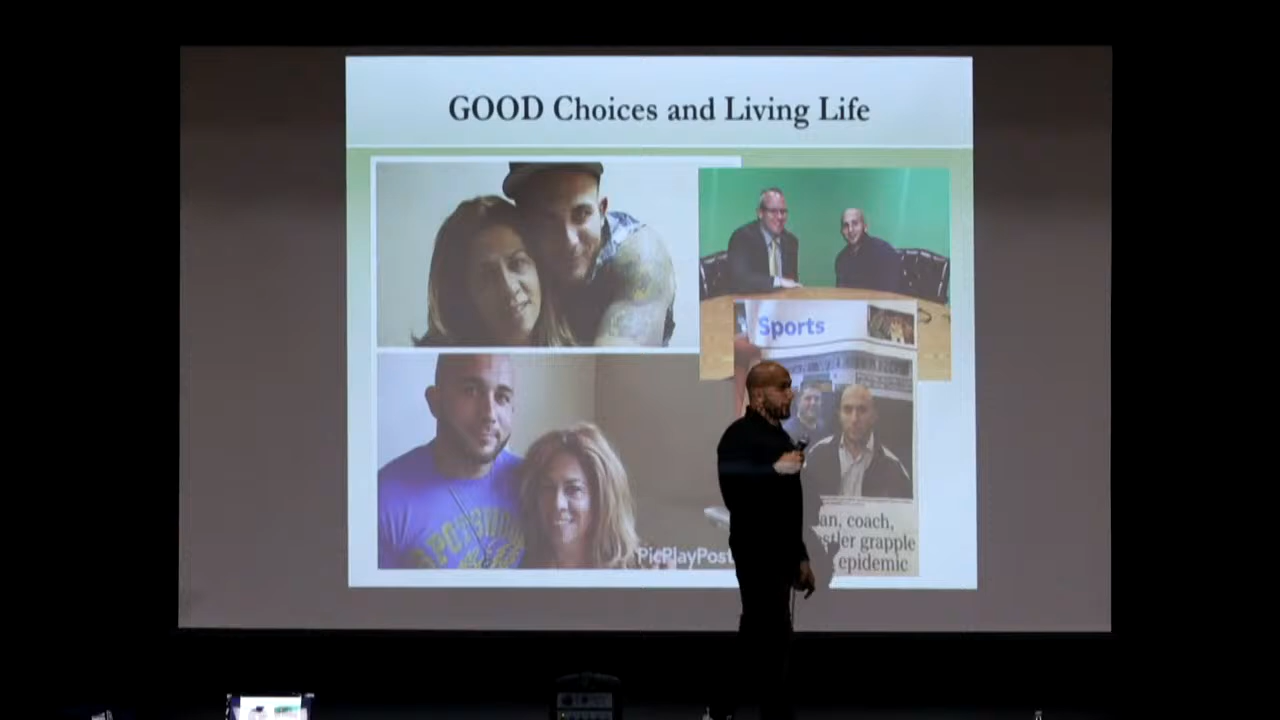 GOOD Choices and Living Life
Sports
PicPlayPost
an, coach,
stler grapple
epidemic